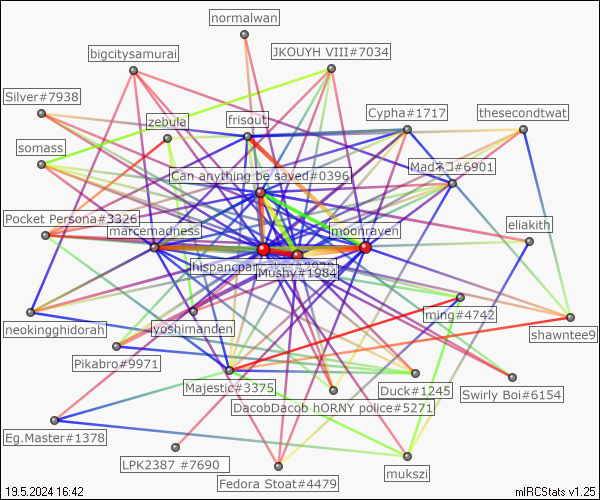 normalwan
bigcitysamurai
JKOUYH VIII#7034
Silver#7938
zebula
frisout
Cypha#1717
thesecondtwat
somass
Can anything be saved#0396
Madネコ#6901
Pocket Persona#3326
marcemadness
moonrayen
eliakith
hispancpa
Mushy#1984
neokingghidorah
yoshimanden
ming#4742
shawntee9
Pikabro#9971
Majestic#3375
Duck#1245
Swirly Boi#6154
DacobDacob hORNY police#5271
Eg.Master#1378
LPK2387 #7690
Fedora Stoat#4479
mukszi
19.5.2024 16:42
mIRCStats v1.25